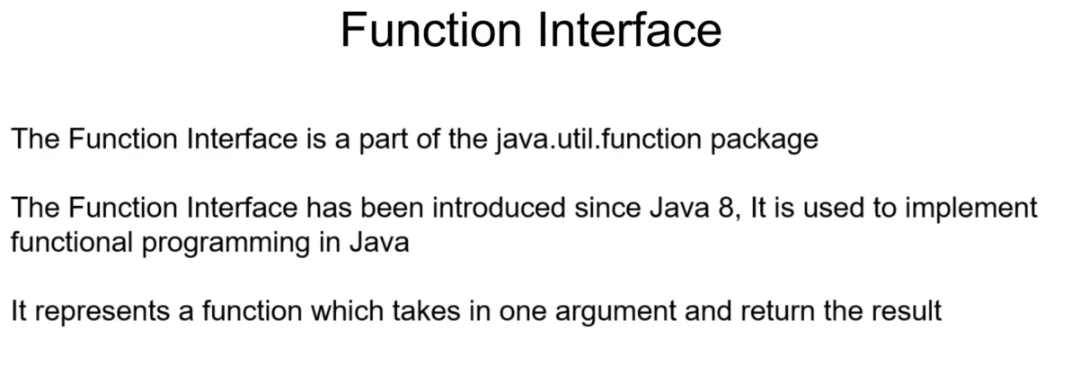 Function Interface
The Function Interface is a part of the java.util.function package
The Function Interface has been introduced since Java 8, It is used to implement
functional programming in Java
It represents a function which takes in one argument and return the result